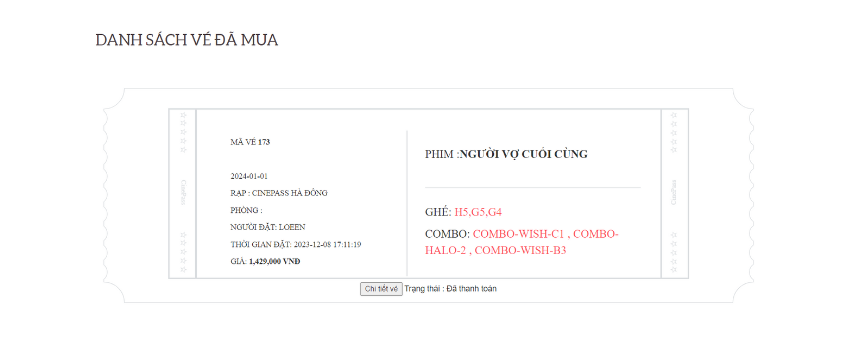 DANH SÁCH VÉ ĐÃ MUA
MÃ VÉ 173
2024-01-01
RẠP : CINEPASS HÀ ĐÔNG
PHÒNG :
NGƯỜI ĐẶT: LOEEN
THỜI GIAN ĐẶT: 2023-12-08 17:11:19
GIÁ: 1,429,000 VNĐ
PHIM :NGƯỜI VỢ CUỐI CÙNG
GHẾ: H5,G5,G4
COMBO: COMBO-WISH-C1 , COMBO-
HALO-2 , COMBO-WISH-B3
Chi tiết vé Trạng thái : Đã thanh toán